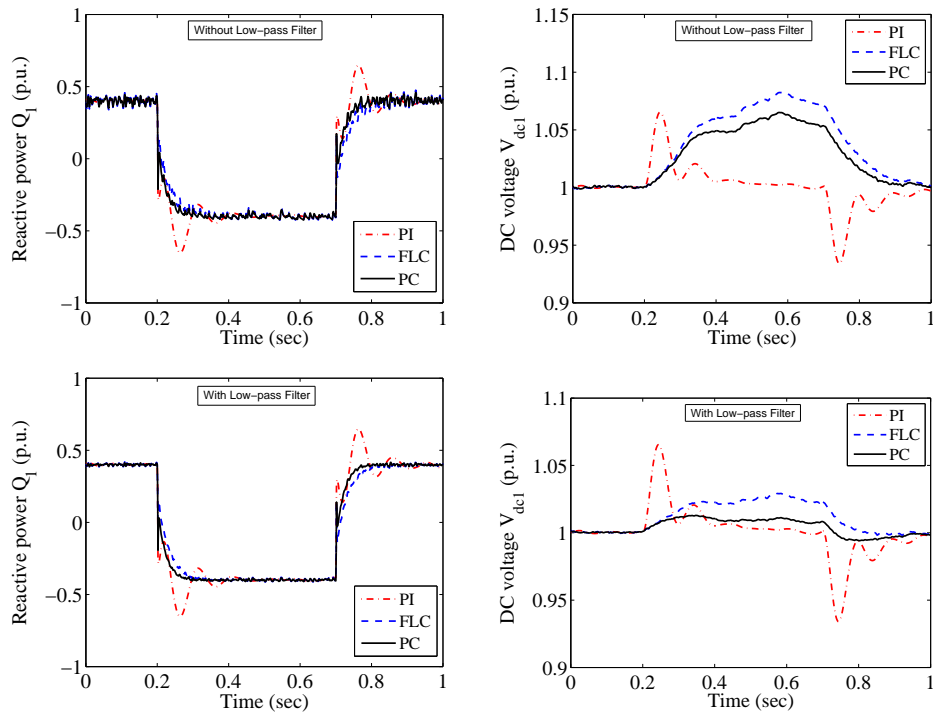 Without Low-pass Filter
Reactive power Q1 (p.u.)
1
0.5
0
−0.5
−1
PI
FLC
PC
0 0.2 0.4 0.6 0.8 1
Time (sec)
Without Low-pass Filter
DC voltage Vdc1 (p.u.)
1.15
1.1
1.05
1
0.95
0.9
PI
FLC
PC
0 0.2 0.4 0.6 0.8 1
Time (sec)
With Low-pass Filter
Reactive power Q1 (p.u.)
1
0.5
0
−0.5
−1
PI
FLC
PC
0 0.2 0.4 0.6 0.8 1
Time (sec)
With Low-pass Filter
DC voltage Vdc1 (p.u.)
1.1
1.05
1
0.95
0.9
PI
FLC
PC
0 0.2 0.4 0.6 0.8 1
Time (sec)